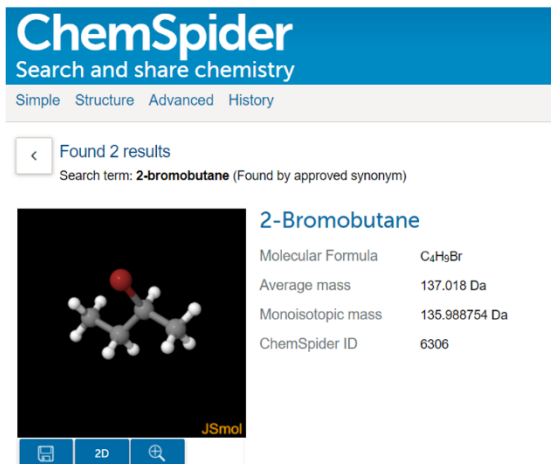 ChemSpider
Search and share chemistry
Simple Structure Advanced History
< Found 2 results
Search term: 2-bromobutane (Found by approved synonym)
2-Bromobutane
Molecular Formula C₄H₉Br
Average mass 137.018 Da
Monoisotopic mass 135.988754 Da
ChemSpider ID 6306
JSmol
2D